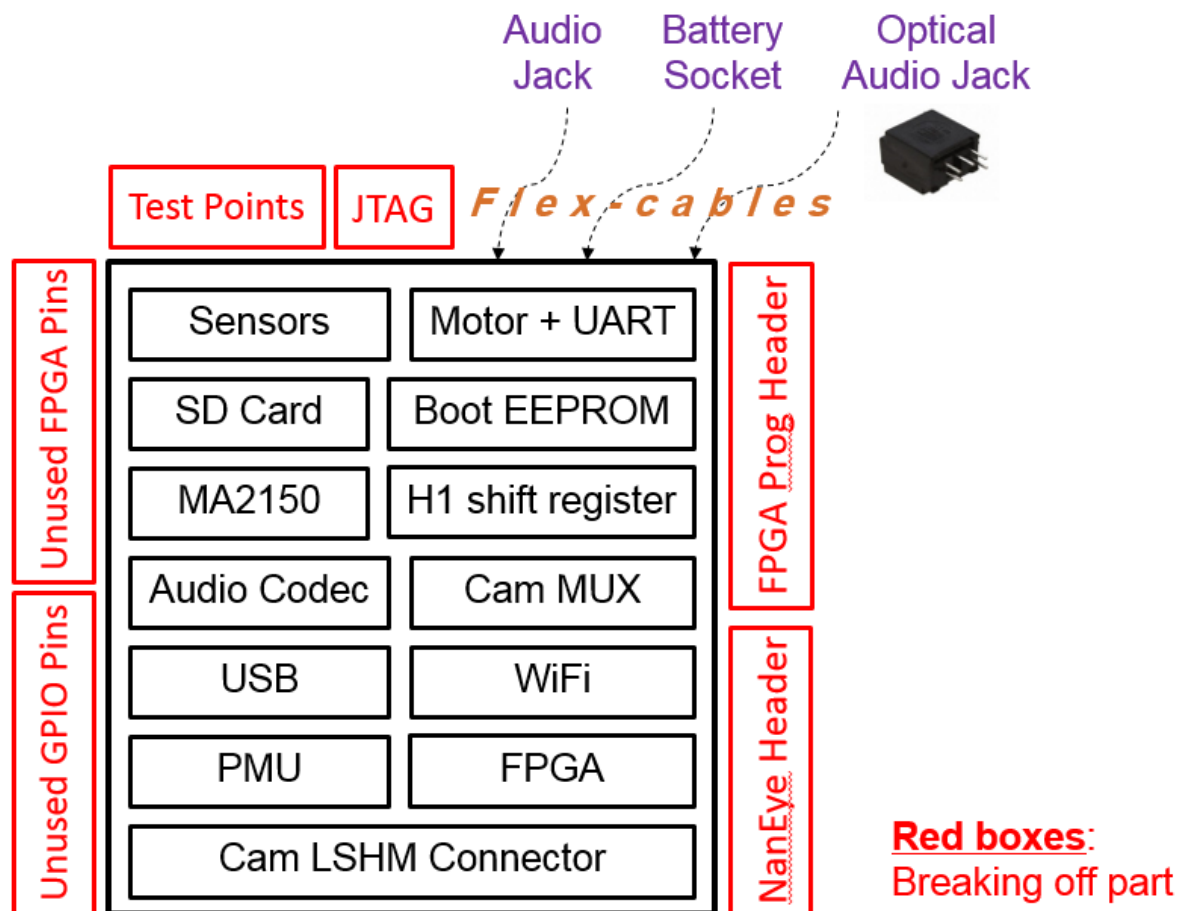 Audio
Jack
Battery
Socket
Optical
Audio Jack
Test Points
JTAG
Flex-cables
Unused FPGA Pins
Unused GPIO Pins
Sensors
Motor + UART
SD Card
Boot EEPROM
MA2150
H1 shift register
Audio Codec
Cam MUX
USB
WiFi
PMU
FPGA
Cam LSHM Connector
FPGA Prog Header
NanEye Header
Red boxes:
Breaking off part